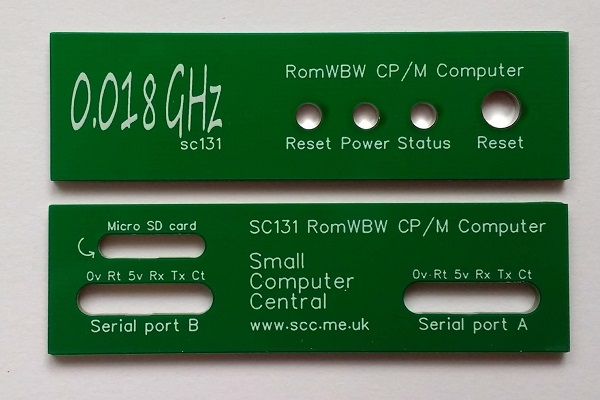 0.018 GHz
sc131
RomWBW CP/M Computer
Reset Power Status Reset
Micro SD card
0v Rt 5v Rx Tx Ct
Serial port B
SC131 RomWBW CP/M Computer
Small
Computer
Central
www.scc.me.uk
0v Rt 5v Rx Tx Ct
Serial port A